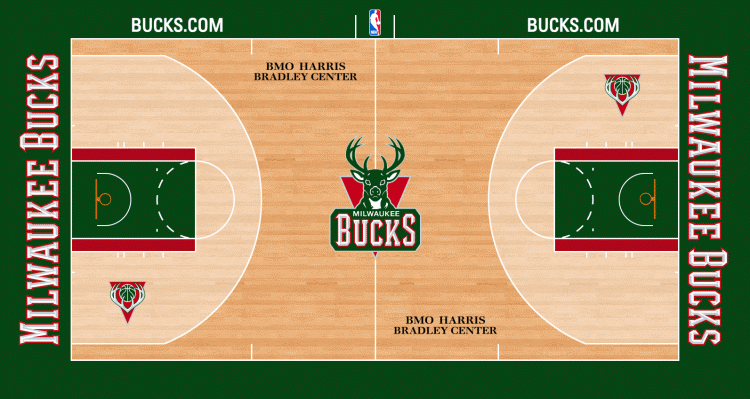 BUCKS.COM
BUCKS.COM
BMO HARRIS
BRADLEY CENTER
MILWAUKEE BUCKS
MILWAUKEE BUCKS
MILWAUKEE
BUCKS
BMO HARRIS
BRADLEY CENTER